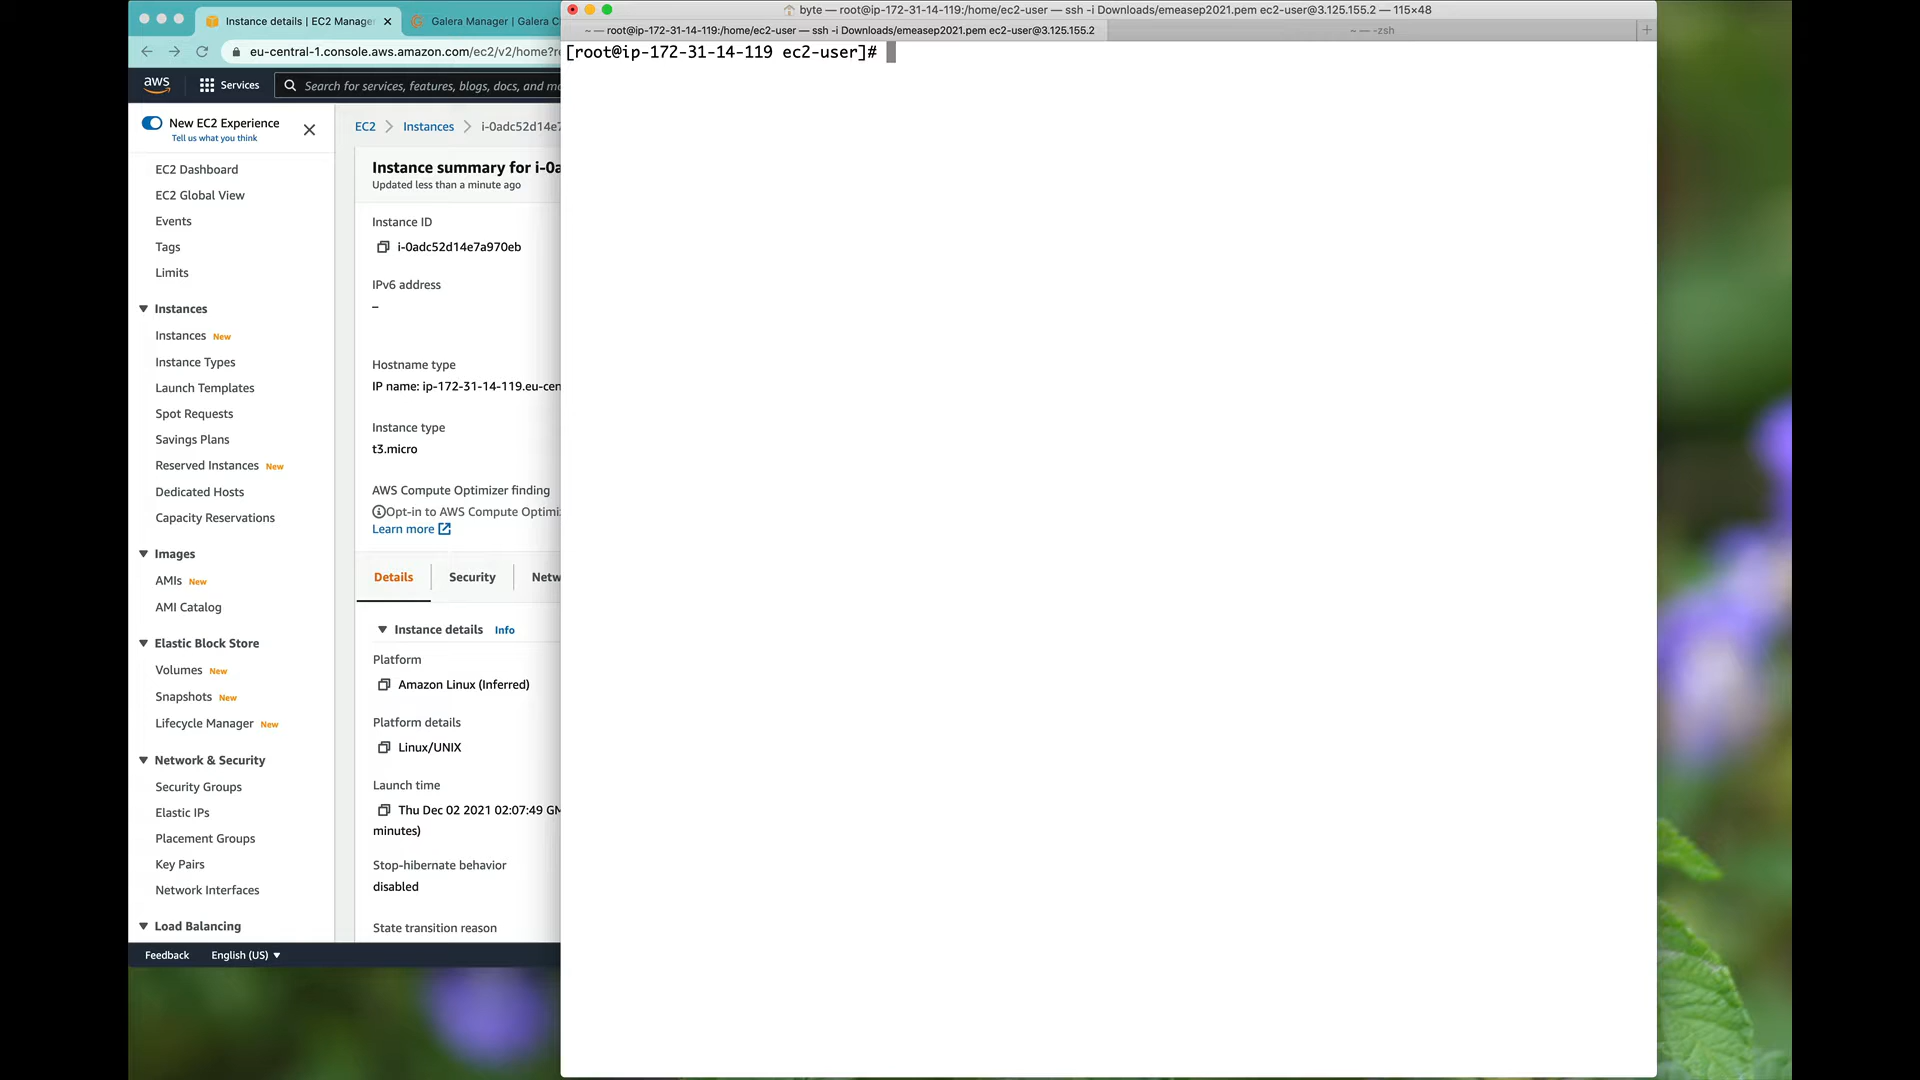 Instance details | EC2 Manage
Galera Manager | Galera C
byte — root@ip-172-31-14-119:/home/ec2-user — ssh -i Downloads/emeasep2021.pem ec2-user@3.125.155.2 — 115×48
~ — root@ip-172-31-14-119:/home/ec2-user — ssh -i Downloads/emeasep2021.pem ec2-user@3.125.155.2
~ — -zsh
eu-central-1.console.aws.amazon.com/ec2/v2/home?r
[root@ip-172-31-14-119 ec2-user]#
aws
Services
Search for services, features, blogs, docs, and mo
New EC2 Experience
Tell us what you think
EC2 Dashboard
EC2 Global View
Events
Tags
Limits
Instances
Instances New
Instance Types
Launch Templates
Spot Requests
Savings Plans
Reserved Instances New
Dedicated Hosts
Capacity Reservations
Images
AMIs New
AMI Catalog
Elastic Block Store
Volumes New
Snapshots New
Lifecycle Manager New
Network & Security
Security Groups
Elastic IPs
Placement Groups
Key Pairs
Network Interfaces
Load Balancing
EC2 > Instances > i-0adc52d14e7
Instance summary for i-0a
Updated less than a minute ago
Instance ID
i-0adc52d14e7a970eb
IPv6 address
–
Hostname type
IP name: ip-172-31-14-119.eu-cen
Instance type
t3.micro
AWS Compute Optimizer finding
Opt-in to AWS Compute Optimi
Learn more
Details
Security
Netw
Instance details Info
Platform
Amazon Linux (Inferred)
Platform details
Linux/UNIX
Launch time
Thu Dec 02 2021 02:07:49 GM
minutes)
Stop-hibernate behavior
disabled
State transition reason
Feedback
English (US)